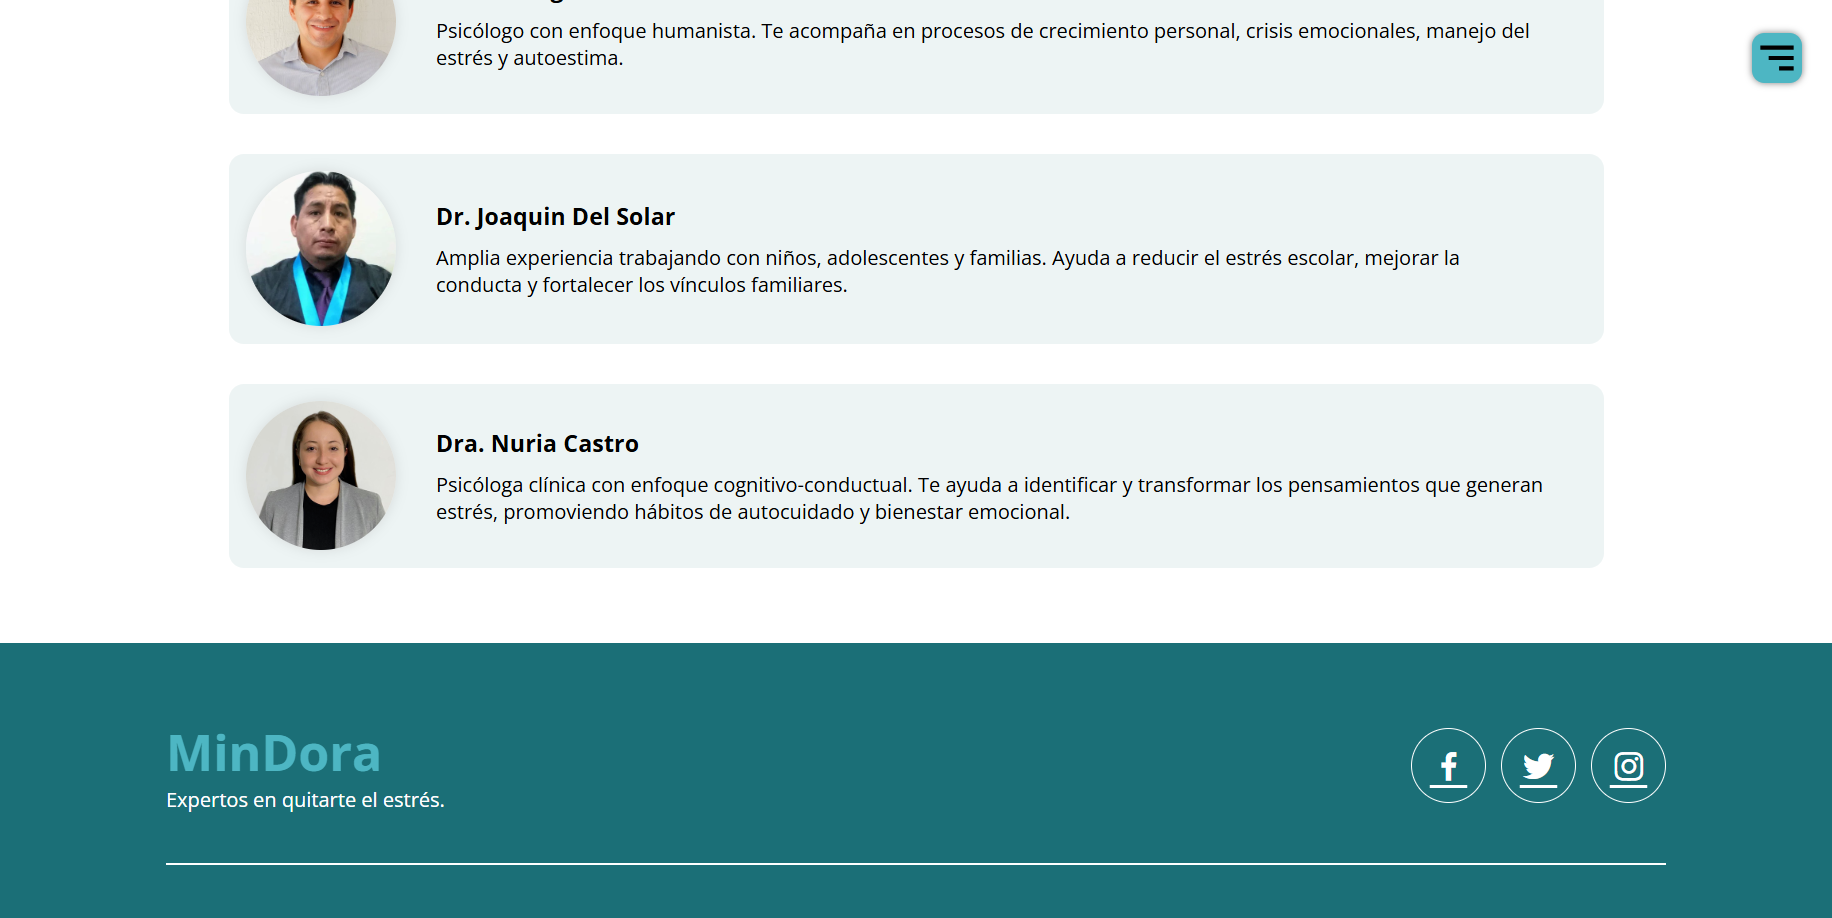 Psicólogo con enfoque humanista. Te acompaña en procesos de crecimiento personal, crisis emocionales, manejo del
estrés y autoestima.
Dr. Joaquin Del Solar
Amplia experiencia trabajando con niños, adolescentes y familias. Ayuda a reducir el estrés escolar, mejorar la
conducta y fortalecer los vínculos familiares.
Dra. Nuria Castro
Psicóloga clínica con enfoque cognitivo-conductual. Te ayuda a identificar y transformar los pensamientos que generan
estrés, promoviendo hábitos de autocuidado y bienestar emocional.
MinDora
Expertos en quitarte el estrés.